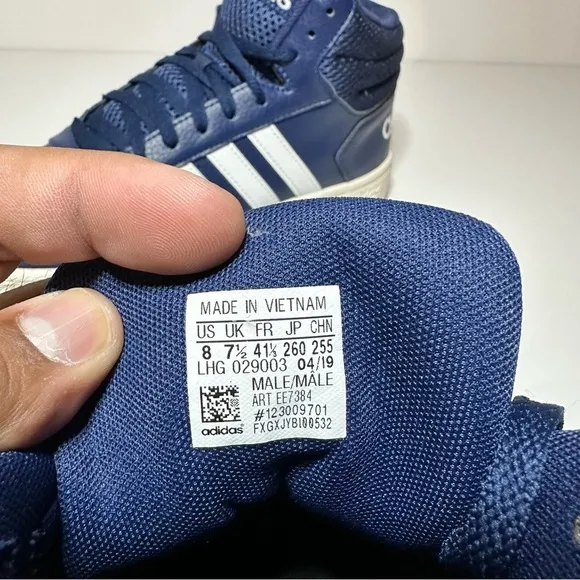 MADE IN VIETNAM
US UK FR JP CHN
8 7½ 41⅓ 260 255
LHG 029003 04/19
MALE/MÂLE
ART EE7384
#123009701
FXGXJYBI00532
adidas